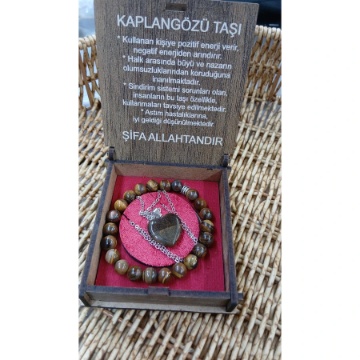 KAPLANGÖZÜ TAŞI
* Kullanan kişiye pozitif enerji verir,
negatif enerjiden arındırır.
* Halk arasında büyü ve nazarın
olumsuzluklarından koruduğuna
inanılmaktadır.
* Sindirim sistemi sorunları olan
insanların bu taşı özellikle,
kullanmaları tavsiye edilmektedir.
* Astım hastalıklarına,
iyi geldiği düşünülmektedir.
ŞİFA ALLAHTANDIR